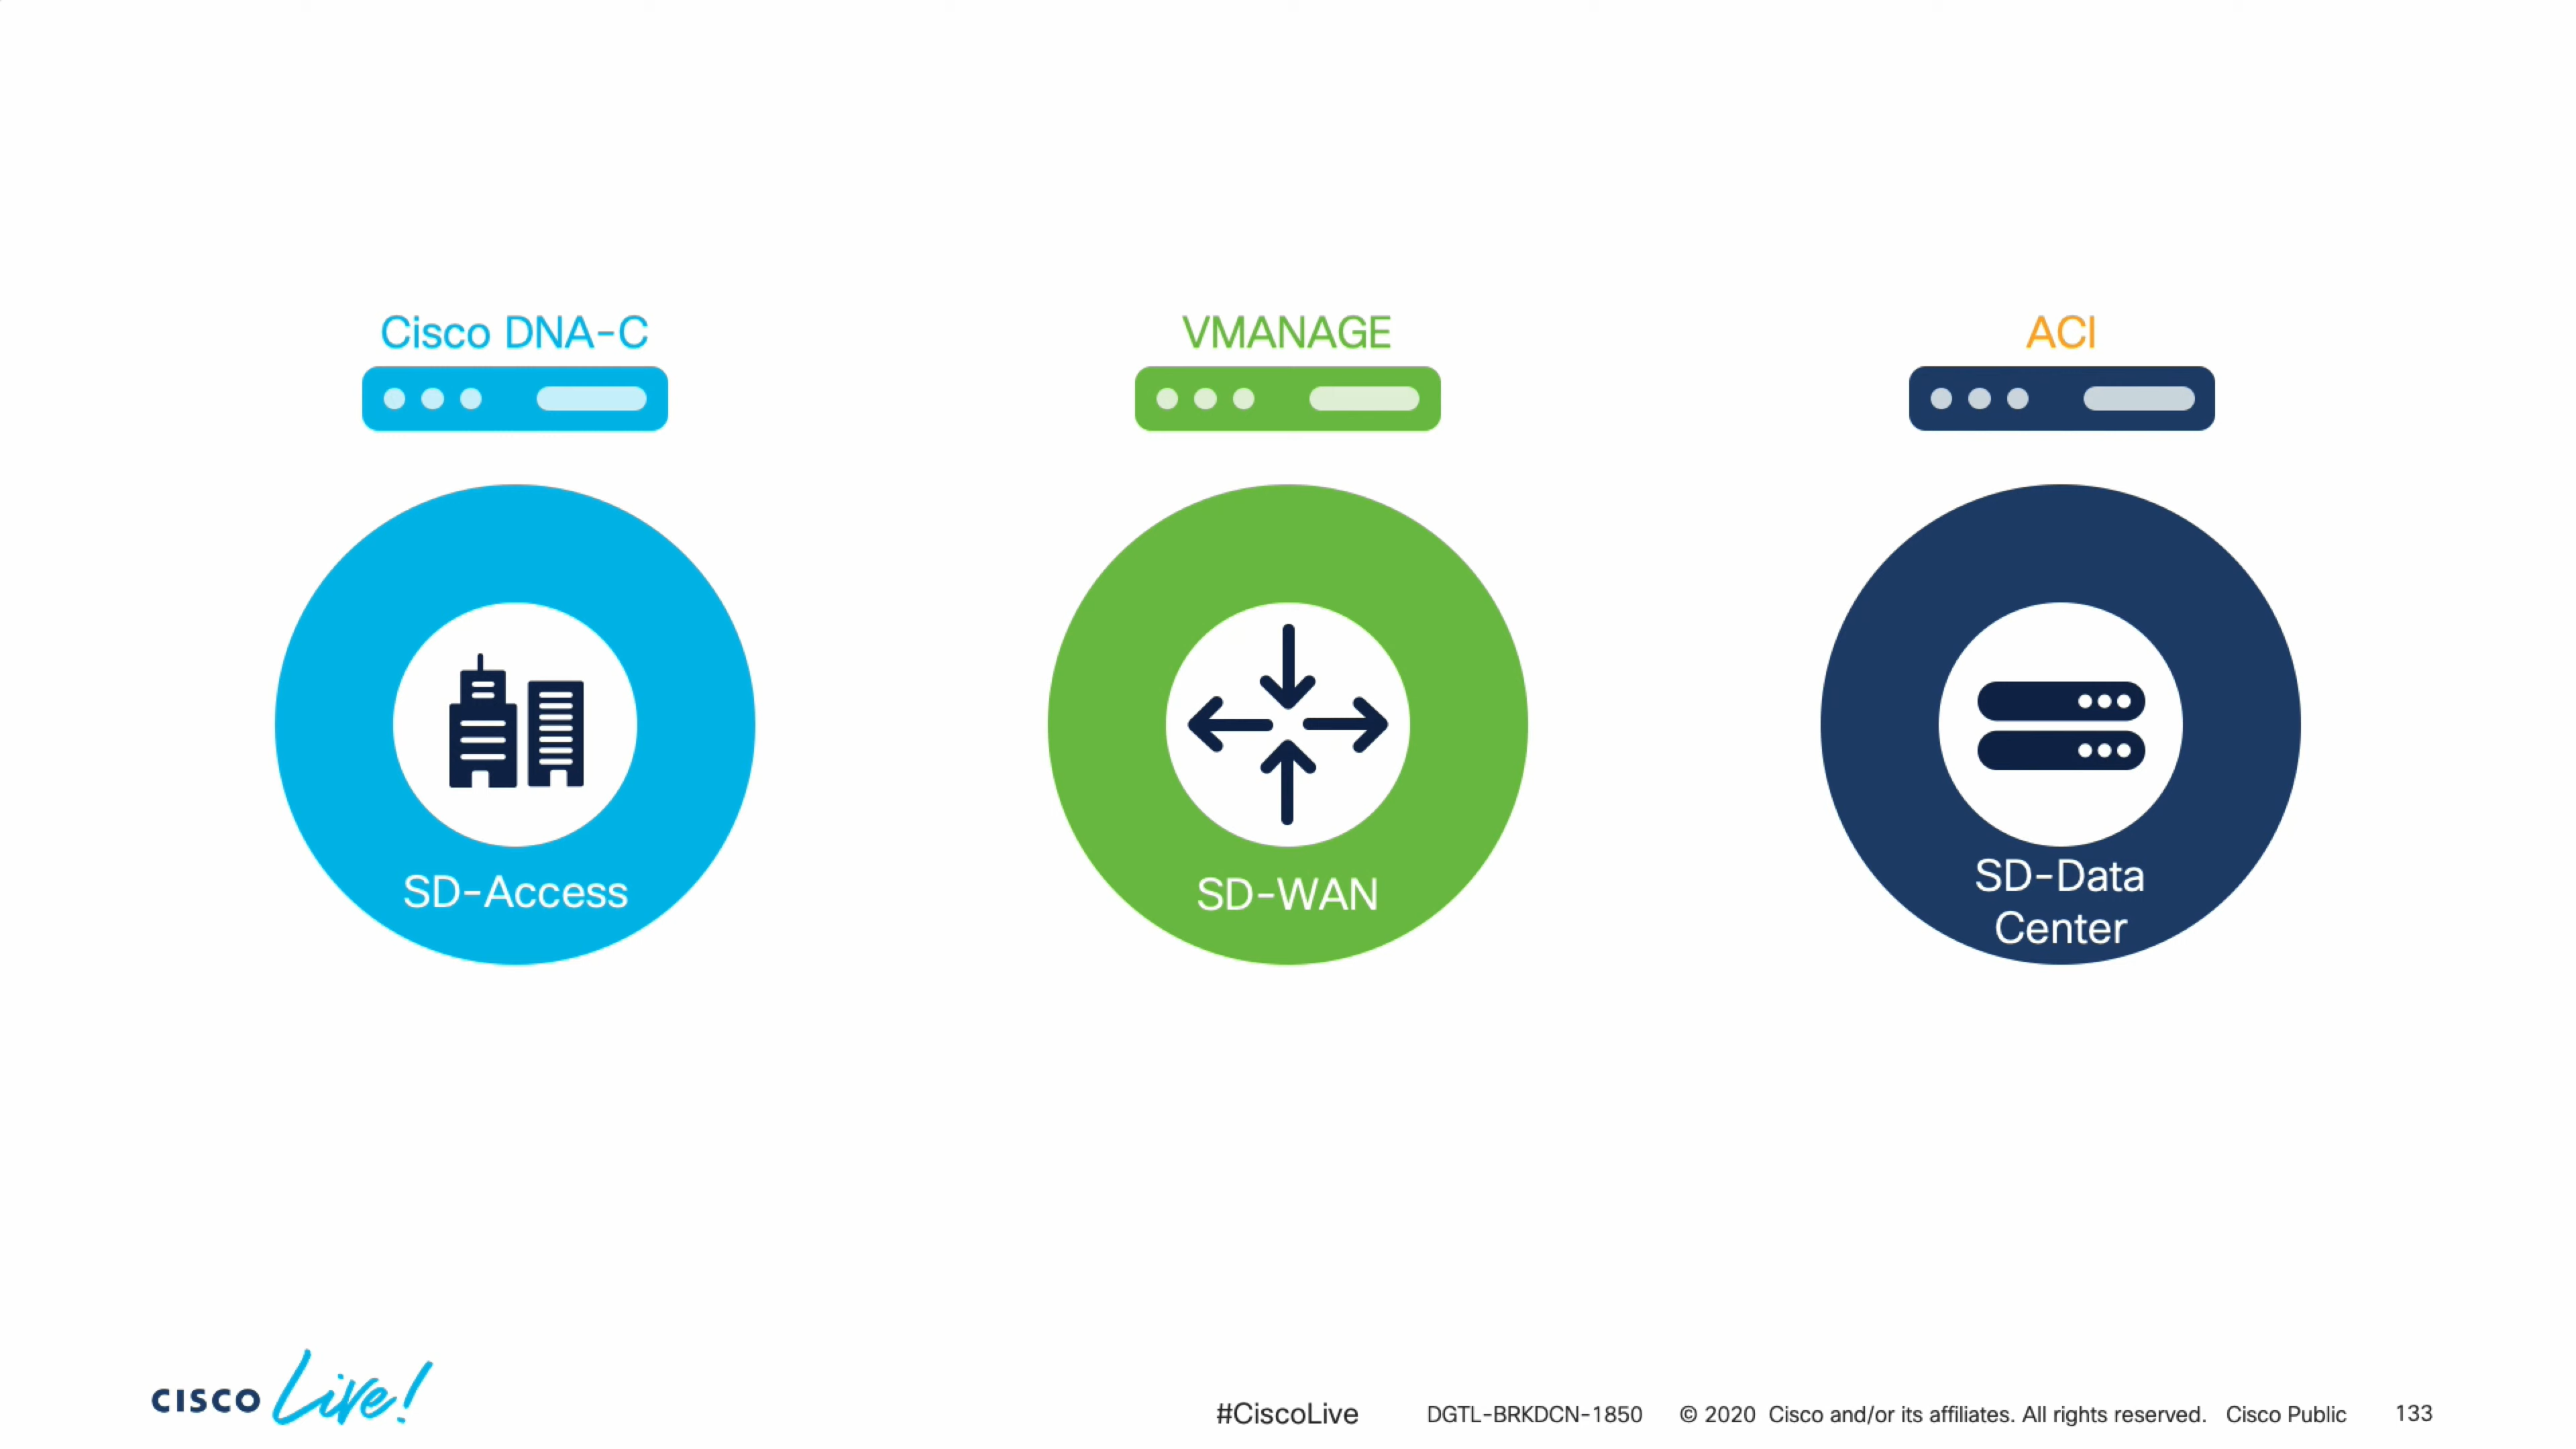 Cisco DNA-C
VMANAGE
ACI
SD-Access
SD-WAN
SD-Data
Center
CISCO Live!
#CiscoLive
DGTL-BRKDCN-1850
© 2020 Cisco and/or its affiliates. All rights reserved. Cisco Public
133